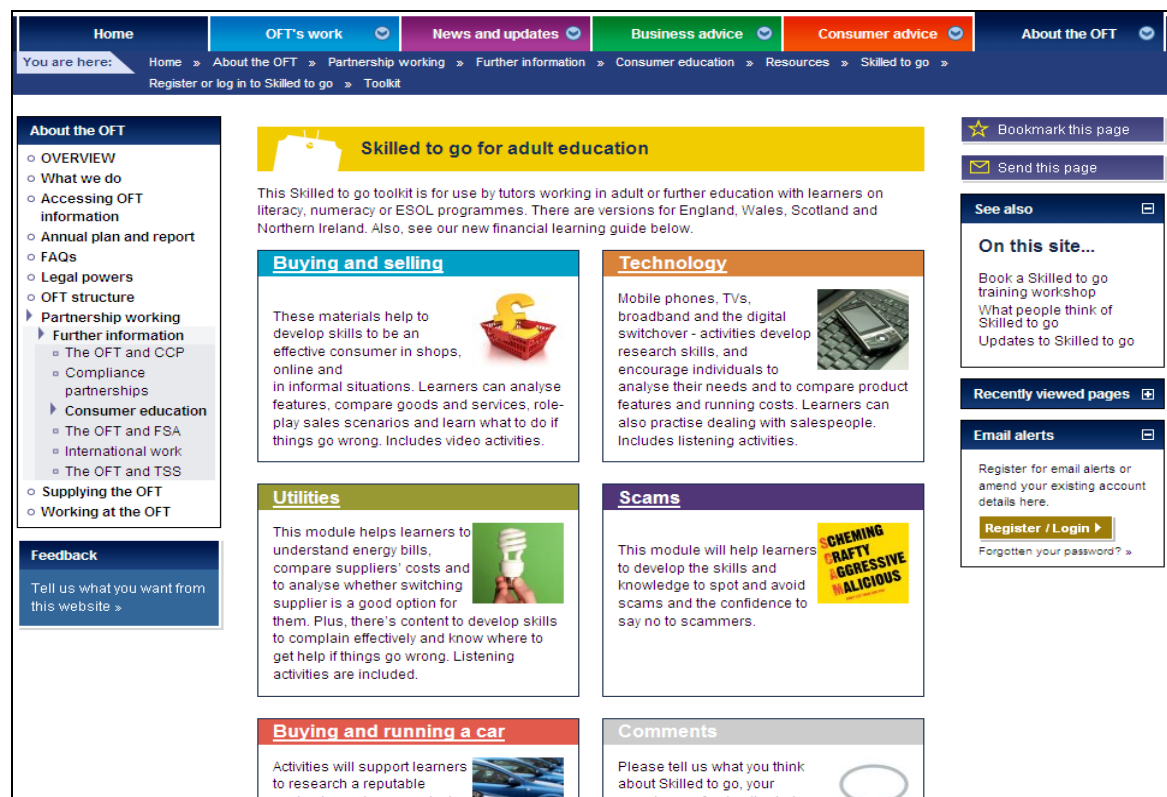 Home
OFT's work
News and updates
Business advice
Consumer advice
About the OFT
You are here:
Home » About the OFT » Partnership working » Further information » Consumer education » Resources » Skilled to go »
Register or log in to Skilled to go » Toolkit
About the OFT
OVERVIEW
What we do
Accessing OFT
information
Annual plan and report
FAQs
Legal powers
OFT structure
Partnership working
Further information
The OFT and CCP
Compliance
partnerships
Consumer education
The OFT and FSA
International work
The OFT and TSS
Supplying the OFT
Working at the OFT
Feedback
Tell us what you want from
this website »
Skilled to go for adult education
This Skilled to go toolkit is for use by tutors working in adult or further education with learners on
literacy, numeracy or ESOL programmes. There are versions for England, Wales, Scotland and
Northern Ireland. Also, see our new financial learning guide below.
Buying and selling
These materials help to
develop skills to be an
effective consumer in shops,
online and
in informal situations. Learners can analyse
features, compare goods and services, role-
play sales scenarios and learn what to do if
things go wrong. Includes video activities.
Technology
Mobile phones, TVs,
broadband and the digital
switchover - activities develop
research skills, and
encourage individuals to
analyse their needs and to compare product
features and running costs. Learners can
also practise dealing with salespeople.
Includes listening activities.
Utilities
This module helps learners to
understand energy bills,
compare suppliers' costs and
to analyse whether switching
supplier is a good option for
them. Plus, there's content to develop skills
to complain effectively and know where to
get help if things go wrong. Listening
activities are included.
Scams
This module will help learners
to develop the skills and
knowledge to spot and avoid
scams and the confidence to
say no to scammers.
SCHEMING
CRAFTY
AGGRESSIVE
MALICIOUS
Buying and running a car
Activities will support learners
to research a reputable
Comments
Please tell us what you think
about Skilled to go, your
Bookmark this page
Send this page
See also
On this site...
Book a Skilled to go
training workshop
What people think of
Skilled to go
Updates to Skilled to go
Recently viewed pages
Email alerts
Register for email alerts or
amend your existing account
details here.
Register / Login
Forgotten your password? »